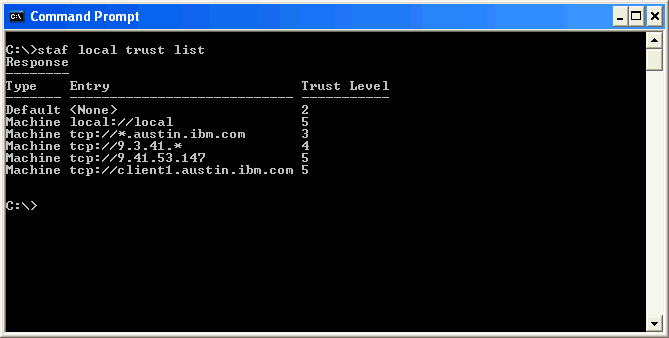 Command Prompt
C:\>staf local trust list
Response
--------
Type    Entry                        Trust Level
------- ---------------------------- -----------
Default <None>                       2
Machine local://local                5
Machine tcp://*.austin.ibm.com       3
Machine tcp://9.3.41.*               4
Machine tcp://9.41.53.147            5
Machine tcp://client1.austin.ibm.com 5
C:\>